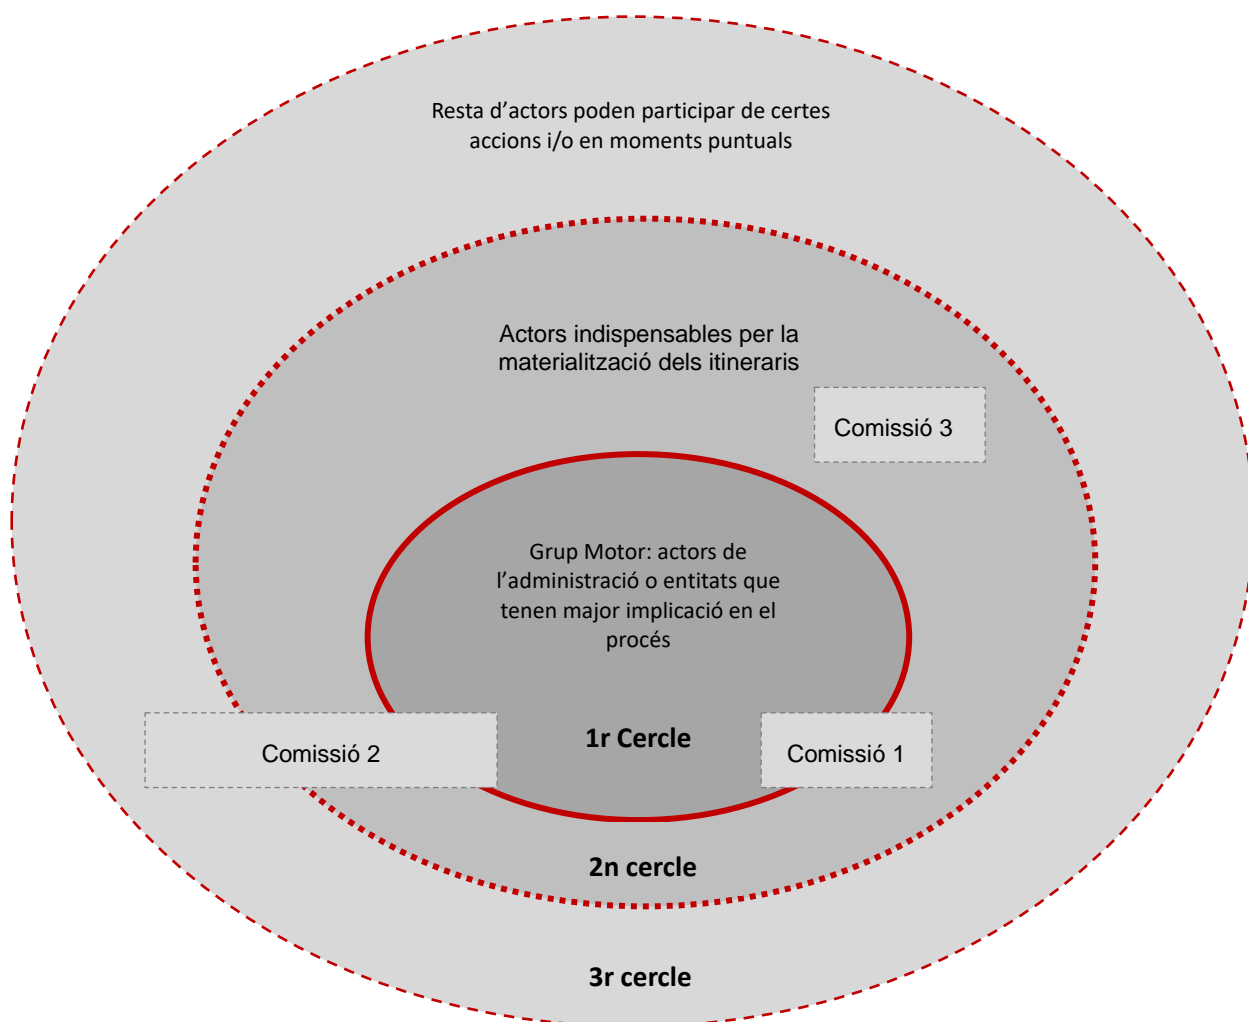 Resta d’actors poden participar de certes
accions i/o en moments puntuals
Actors indispensables per la
materialització dels itineraris
Comissió 3
Grup Motor: actors de
l’administració o entitats que
tenen major implicació en el
procés
1r Cercle
Comissió 2
Comissió 1
2n cercle
3r cercle